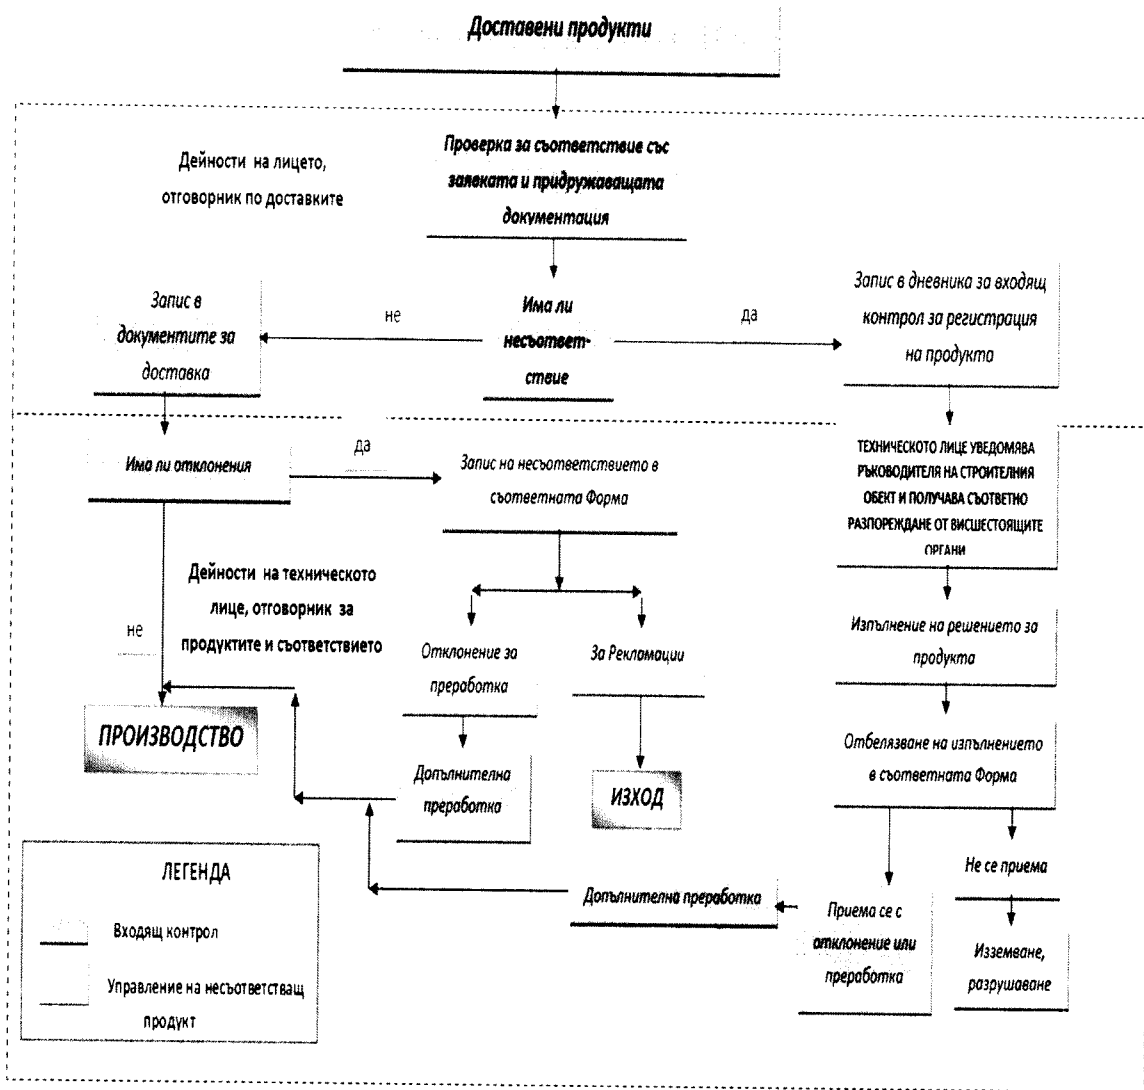 Доставени продукти
Дейности на лицето,
отговорник по доставките
Проверка за съответствие със
заявката и придружаващата
документация
Запис в
документите за
доставка
не
Има ли
несъответ-
ствие
да
Запис в дневника за входящ
контрол за регистрация
на продукта
Има ли отклонения
да
Запис на несъответствието в
съответната Форма
ТЕХНИЧЕСКОТО ЛИЦЕ УВЕДОМЯВА
РЪКОВОДИТЕЛЯ НА СТРОИТЕЛНИЯ
ОБЕКТ И ПОЛУЧАВА СЪОТВЕТНО
РАЗПОРЕЖДАНЕ ОТ ВИСШЕСТОЯЩИТЕ
ОРГАНИ
Дейности на техническото
лице, отговорник за
продуктите и съответствието
не
Отклонение за
преработка
За Рекламации
Изпълнение на решението за
продукта
ПРОИЗВОДСТВО
Допълнителна
преработка
ИЗХОД
Отбелязване на изпълнението
в съответната Форма
Не се приема
Допълнителна преработка
Приема се с
отклонение или
преработка
Изземване,
разрушаване
ЛЕГЕНДА
Входящ контрол
Управление на несъответстващ
продукт